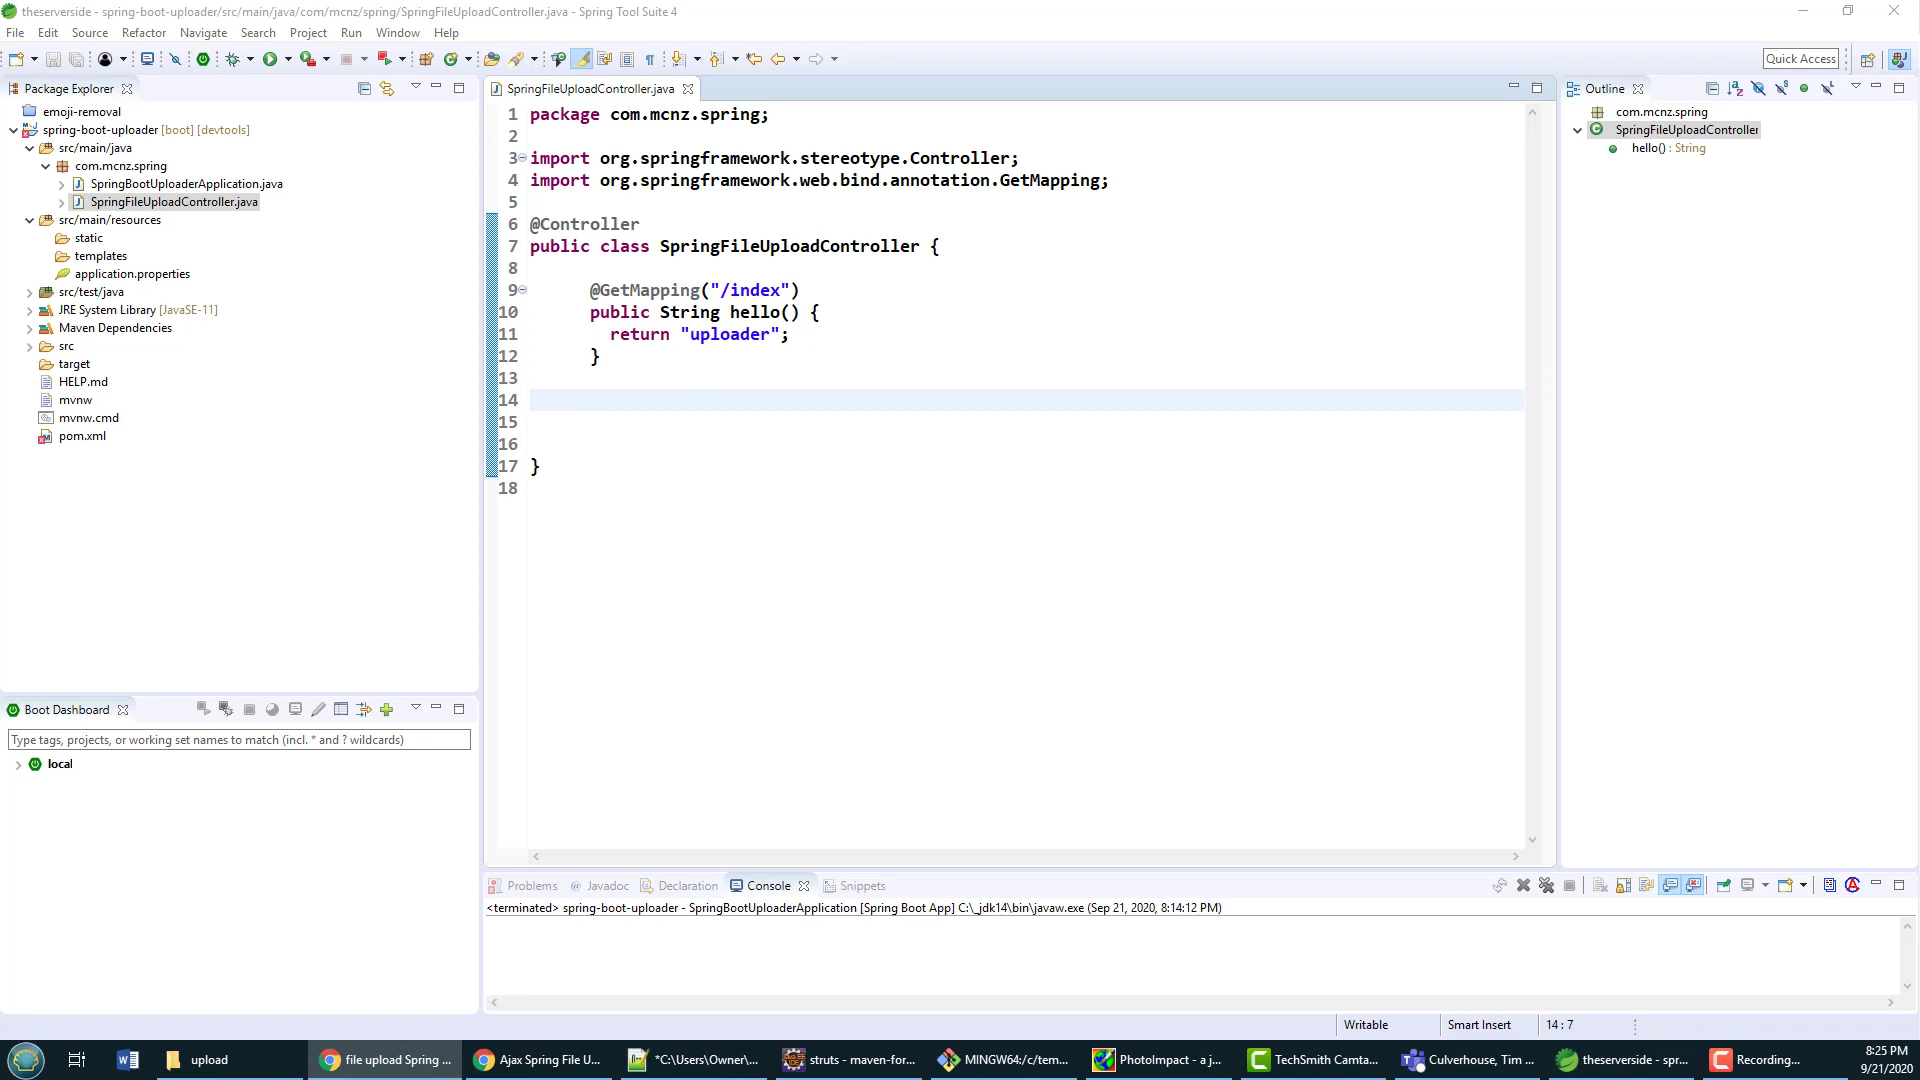 theserverside - spring-boot-uploader/src/main/java/com/mcnz/spring/SpringFileUploadController.java - Spring Tool Suite 4
File Edit Source Refactor Navigate Search Project Run Window Help
Quick Access
Package Explorer
emoji-removal
spring-boot-uploader [boot] [devtools]
src/main/java
com.mcnz.spring
SpringBootUploaderApplication.java
SpringFileUploadController.java
src/main/resources
static
templates
application.properties
src/test/java
JRE System Library [JavaSE-11]
Maven Dependencies
src
target
HELP.md
mvnw
mvnw.cmd
pom.xml
Boot Dashboard
Type tags, projects, or working set names to match (incl. * and ? wildcards)
local
SpringFileUploadController.java
1 package com.mcnz.spring;
2
3 import org.springframework.stereotype.Controller;
4 import org.springframework.web.bind.annotation.GetMapping;
5
6 @Controller
7 public class SpringFileUploadController {
8
9 @GetMapping("/index")
10 public String hello() {
11 return "uploader";
12 }
13
14
15
16
17 }
18
Outline
com.mcnz.spring
SpringFileUploadController
hello() : String
Problems @ Javadoc Declaration Console Snippets
<terminated> spring-boot-uploader - SpringBootUploaderApplication [Spring Boot App] C:\_jdk14\bin\javaw.exe (Sep 21, 2020, 8:14:12 PM)
Writable Smart Insert 14 : 7
upload file upload Spring ... Ajax Spring File U... *C:\Users\Owner\... struts - maven-for... MINGW64:/c/tem... PhotoImpact - a j... TechSmith Camta... Culverhouse, Tim ... theserverside - spr... Recording...
8:25 PM
9/21/2020